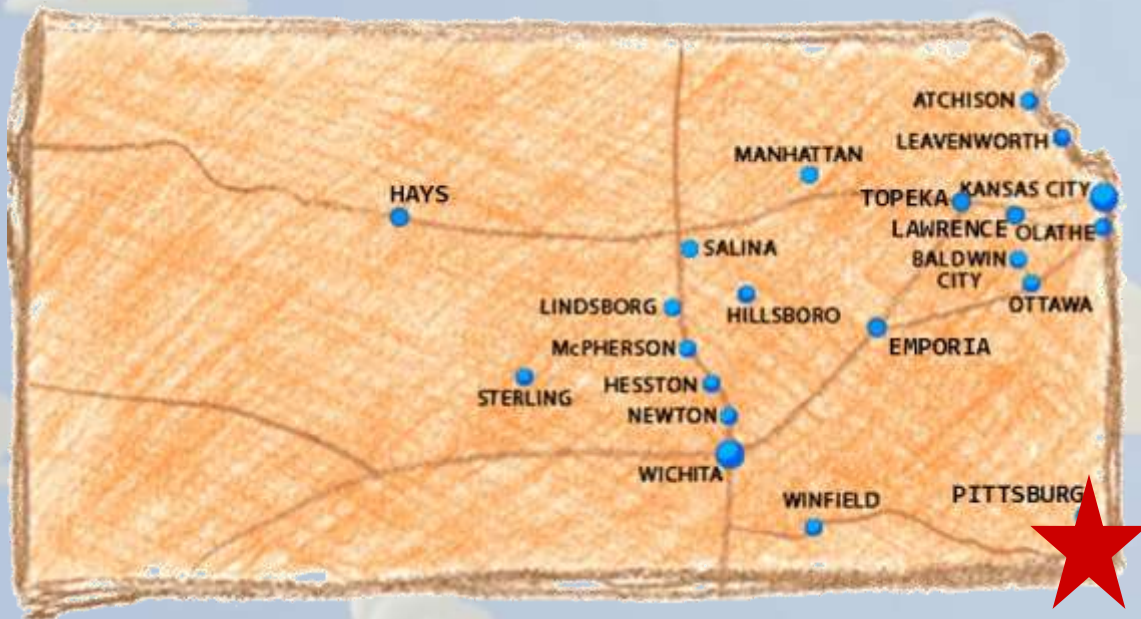 ATCHISON
LEAVENWORTH
MANHATTAN
HAYS
TOPEKA
KANSAS CITY
LAWRENCE
OLATHE
SALINA
BALDWIN
CITY
OTTAWA
LINDSBORG
HILLSBORO
McPHERSON
EMPORIA
STERLING
HESSTON
NEWTON
WICHITA
WINFIELD
PITTSBURG